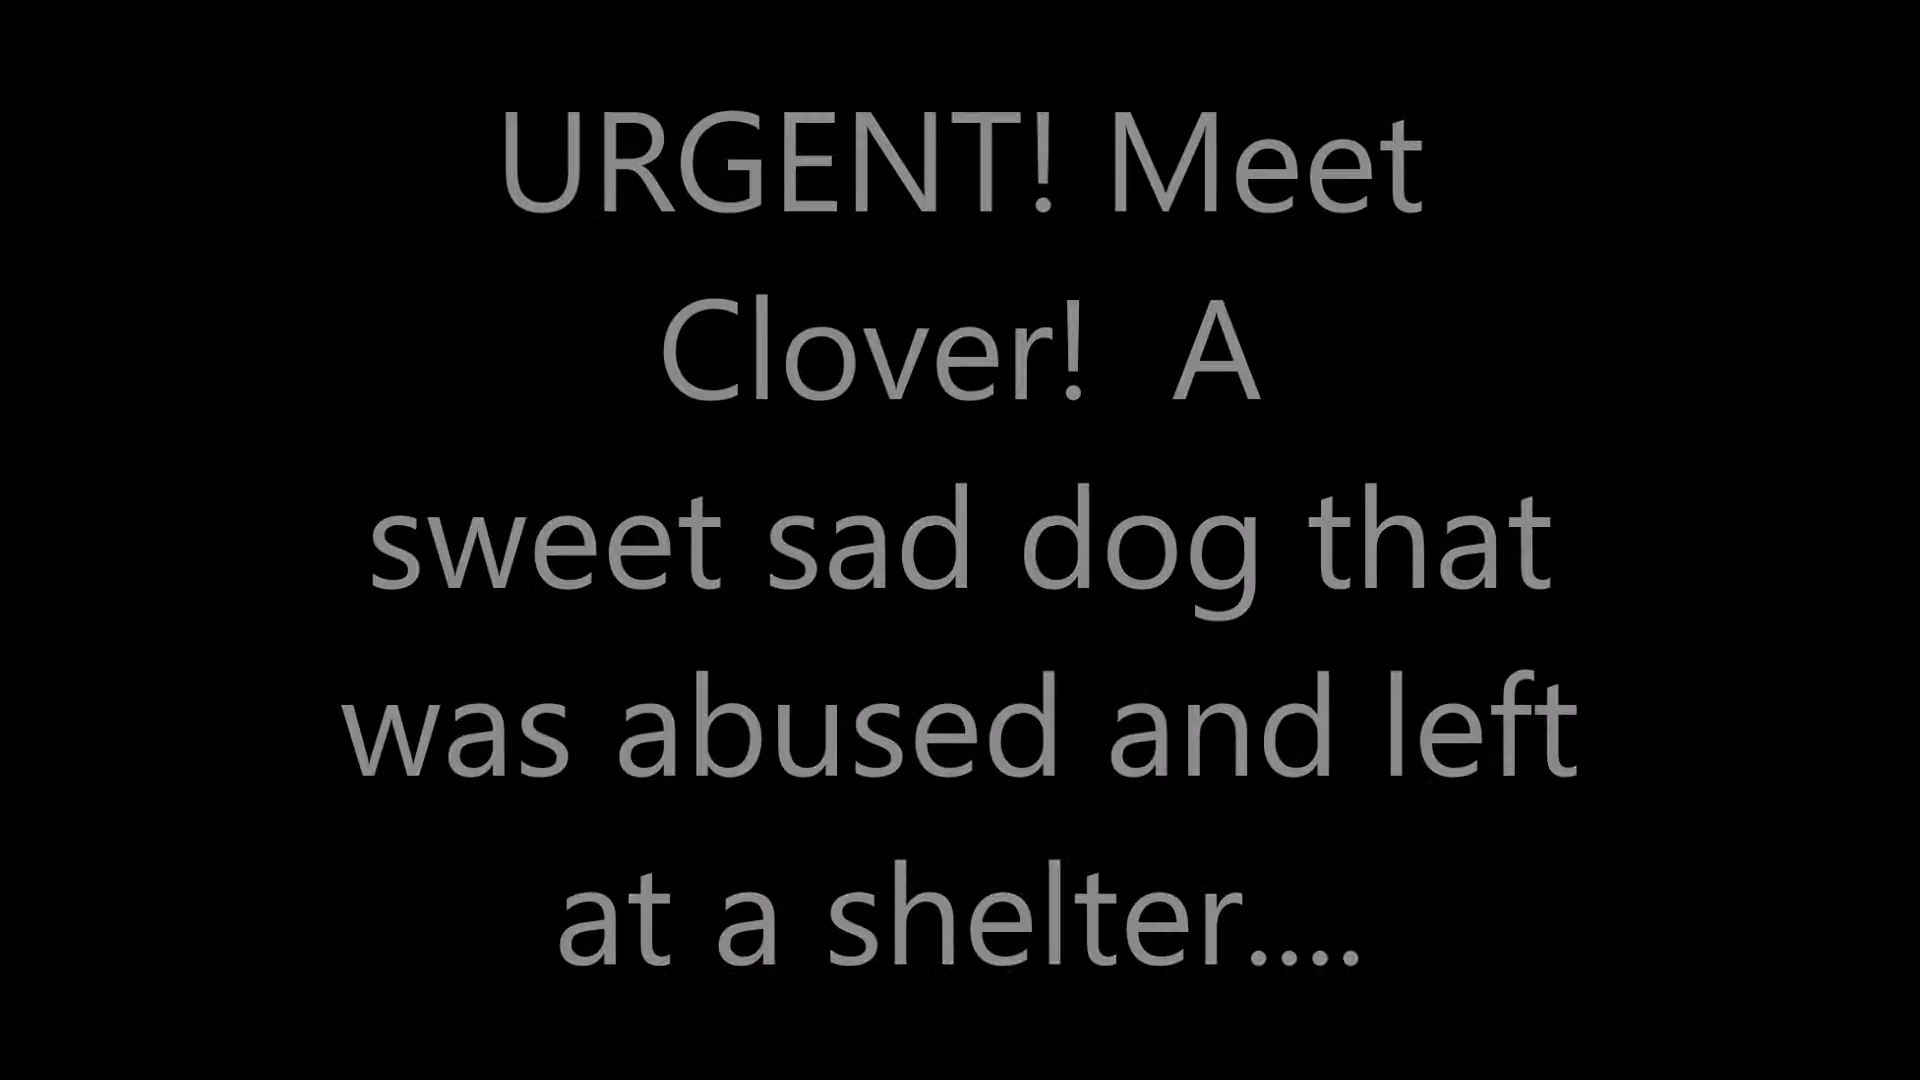 URGENT! Meet
Clover!  A
sweet sad dog that
was abused and left
at a shelter....